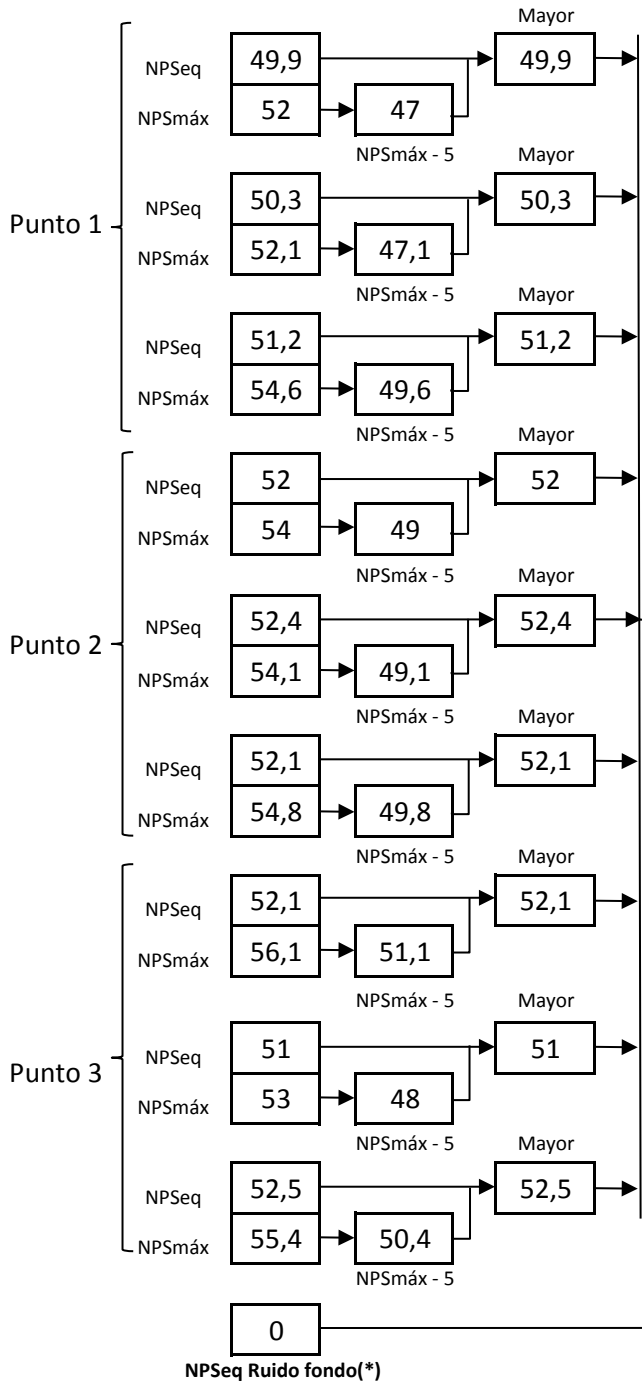 Mayor
NPSeq 49,9 49,9
NPSmáx 52 47
NPSmáx - 5
Mayor
NPSeq 50,3 50,3
Punto 1
NPSmáx 52,1 47,1
NPSmáx - 5
Mayor
NPSeq 51,2 51,2
NPSmáx 54,6 49,6
NPSmáx - 5
Mayor
NPSeq 52 52
NPSmáx 54 49
NPSmáx - 5
Mayor
NPSeq 52,4 52,4
Punto 2
NPSmáx 54,1 49,1
NPSmáx - 5
Mayor
NPSeq 52,1 52,1
NPSmáx 54,8 49,8
NPSmáx - 5
Mayor
NPSeq 52,1 52,1
NPSmáx 56,1 51,1
NPSmáx - 5
Mayor
NPSeq 51 51
Punto 3
NPSmáx 53 48
NPSmáx - 5
Mayor
NPSeq 52,5 52,5
NPSmáx 55,4 50,4
NPSmáx - 5
0
NPSeq Ruido fondo(*)